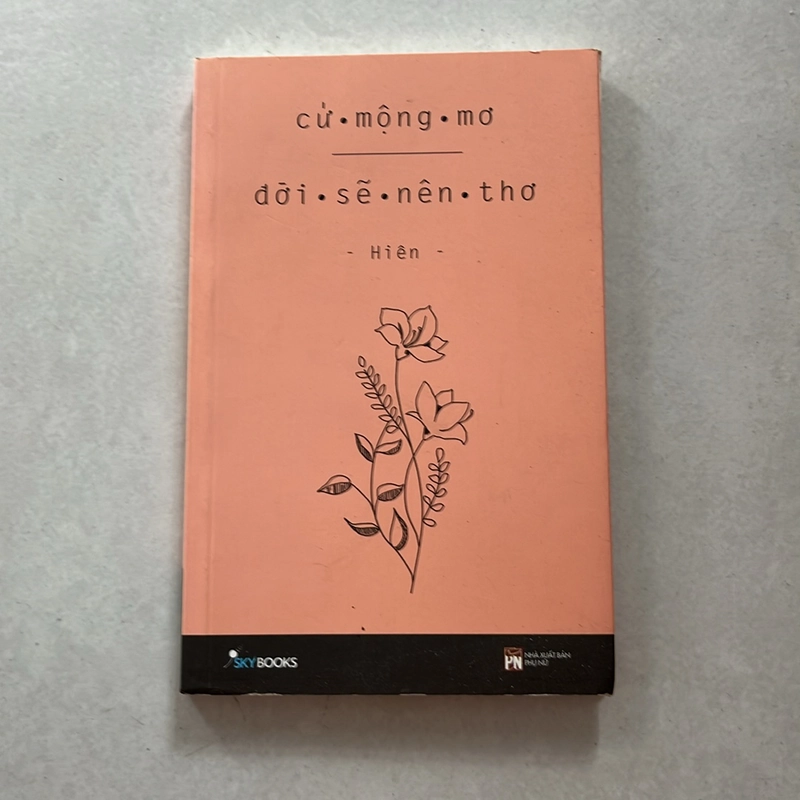 cứ•mộng•mơ
đời•sẽ•nên•thơ
- Hiên -
SKYBOOKS
PN NHÀ XUẤT BẢN
PHỤ NỮ